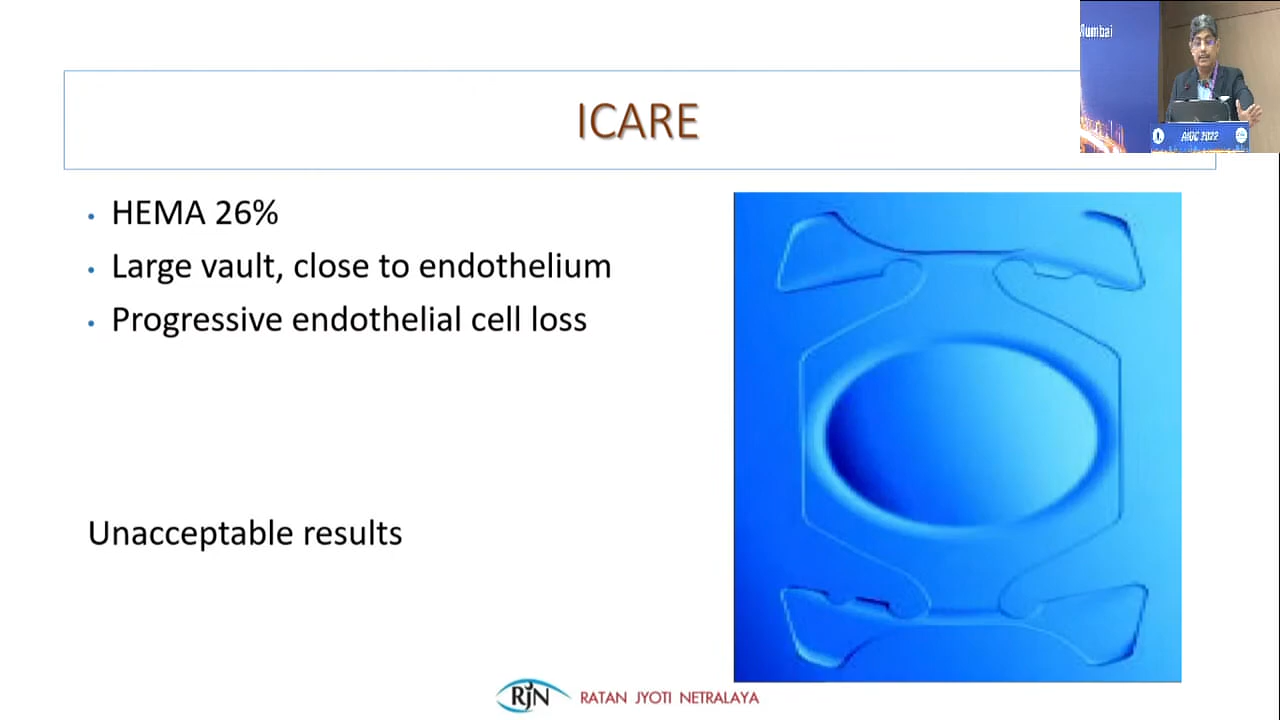 Mumbai
AIOC 2022
ICARE
• HEMA 26%
• Large vault, close to endothelium
• Progressive endothelial cell loss
Unacceptable results
RJN RATAN JYOTI NETRALAYA